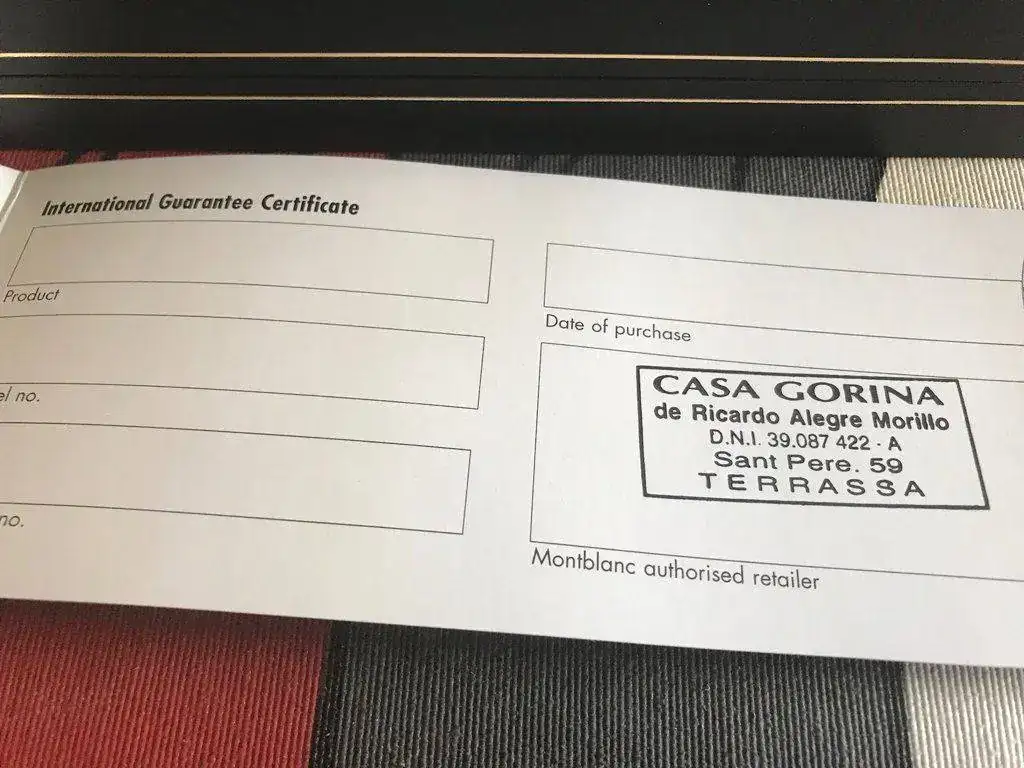 International Guarantee Certificate
Product
Date of purchase
el no.
no.
CASA GORINA
de Ricardo Alegre Morillo
D.N.I. 39.087 422 - A
Sant Pere. 59
TERRASSA
Montblanc authorised retailer